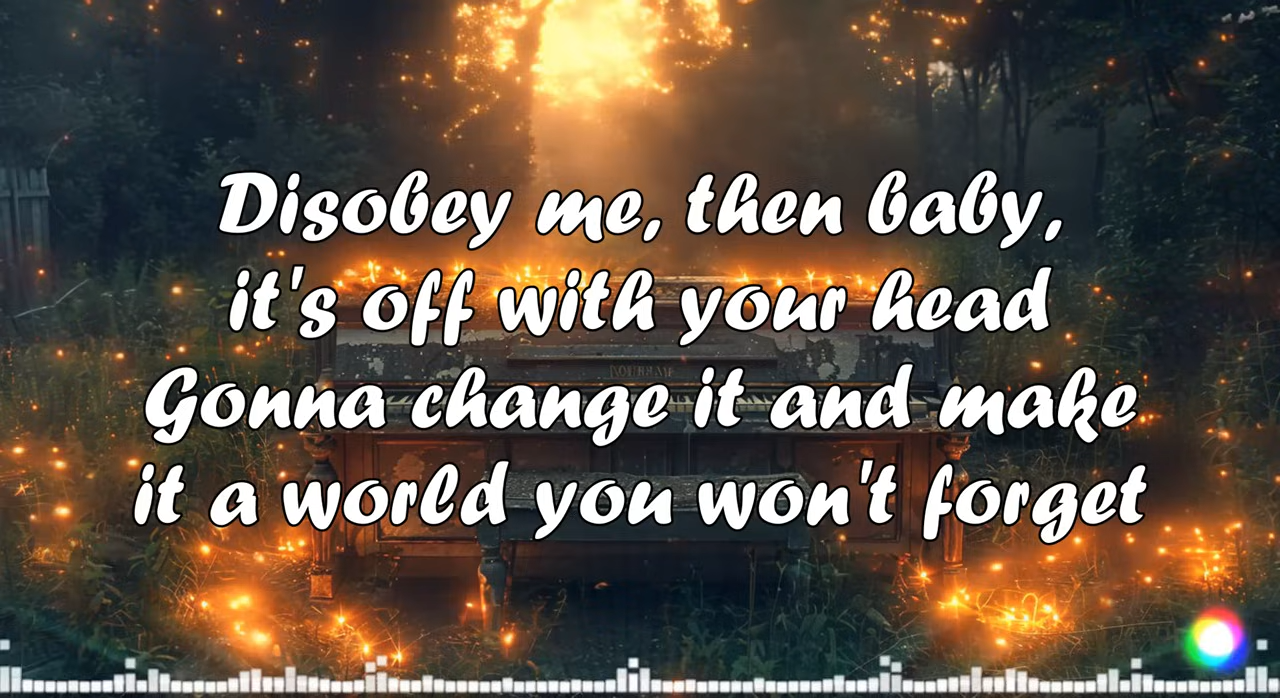 Disobey me, then baby,
it's off with your head
Gonna change it and make
it a world you won't forget